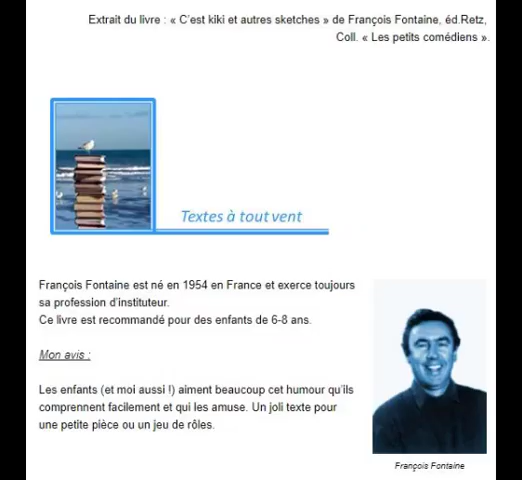 Extrait du livre : « C'est kiki et autres sketches » de François Fontaine, éd.Retz,
Coll. « Les petits comédiens ».
Textes à tout vent
François Fontaine est né en 1954 en France et exerce toujours
sa profession d'instituteur.
Ce livre est recommandé pour des enfants de 6-8 ans.
Mon avis :
Les enfants (et moi aussi !) aiment beaucoup cet humour qu'ils
comprennent facilement et qui les amuse. Un joli texte pour
une petite pièce ou un jeu de rôles.
François Fontaine